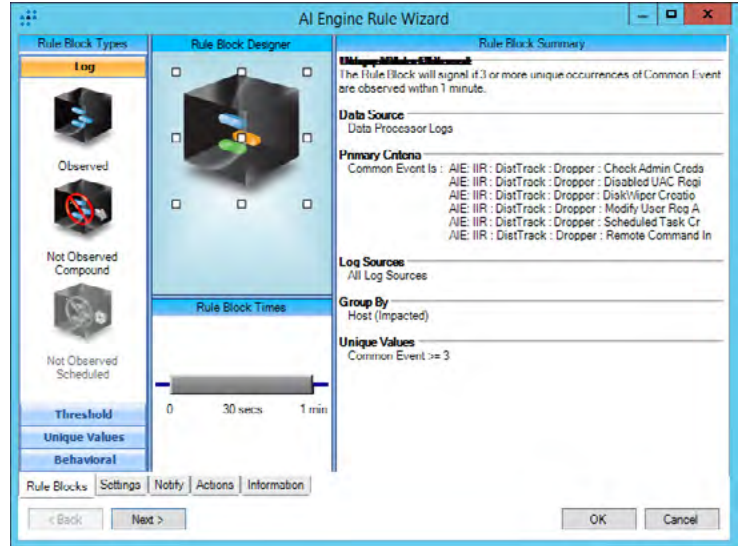 AI Engine Rule Wizard
Rule Block Types
Log
Observed
Not Observed
Compound
Not Observed
Scheduled
Threshold
Unique Values
Behavioral
Rule Block Designer
Rule Block Times
0 30 secs 1 min
Rule Block Summary
The Rule Block will signal if 3 or more unique occurrences of Common Event
are observed within 1 minute.
Data Source
Data Processor Logs
Primary Criteria
Common Event Is : AIE: IIR : DistTrack : Dropper : Check Admin Creds
AIE: IIR : DistTrack : Dropper : Disabled UAC Regi
AIE: IIR : DistTrack : Dropper : DiskWiper Creatio
AIE: IIR : DistTrack : Dropper : Modify User Reg A
AIE: IIR : DistTrack : Dropper : Scheduled Task Cr
AIE: IIR : DistTrack : Dropper : Remote Command In
Log Sources
All Log Sources
Group By
Host (Impacted)
Unique Values
Common Event >= 3
Rule Blocks Settings Notify Actions Information
< Back Next > OK Cancel